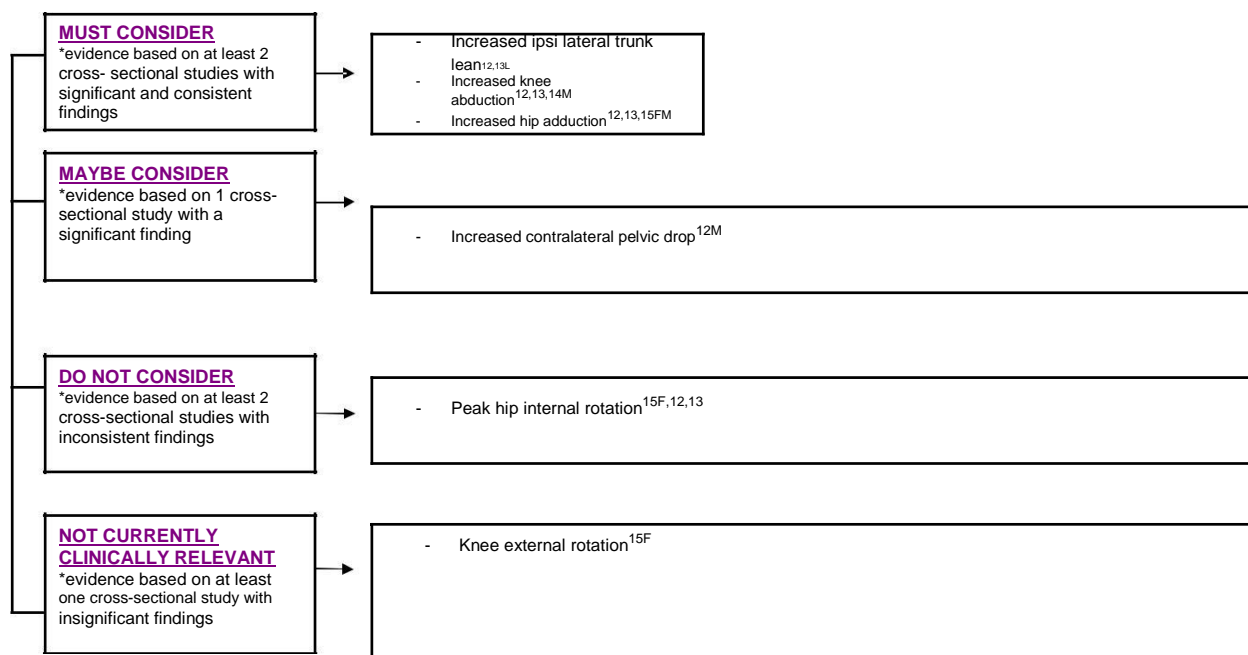 MUST CONSIDER
*evidence based on at least 2
cross- sectional studies with
significant and consistent
findings
- Increased ipsi lateral trunk
lean12,13L
- Increased knee
abduction12,13,14M
- Increased hip adduction12,13,15FM
MAYBE CONSIDER
*evidence based on 1 cross-
sectional study with a
significant finding
- Increased contralateral pelvic drop12M
DO NOT CONSIDER
*evidence based on at least 2
cross-sectional studies with
inconsistent findings
- Peak hip internal rotation15F,12,13
NOT CURRENTLY
CLINICALLY RELEVANT
*evidence based on at least
one cross-sectional study with
insignificant findings
- Knee external rotation15F